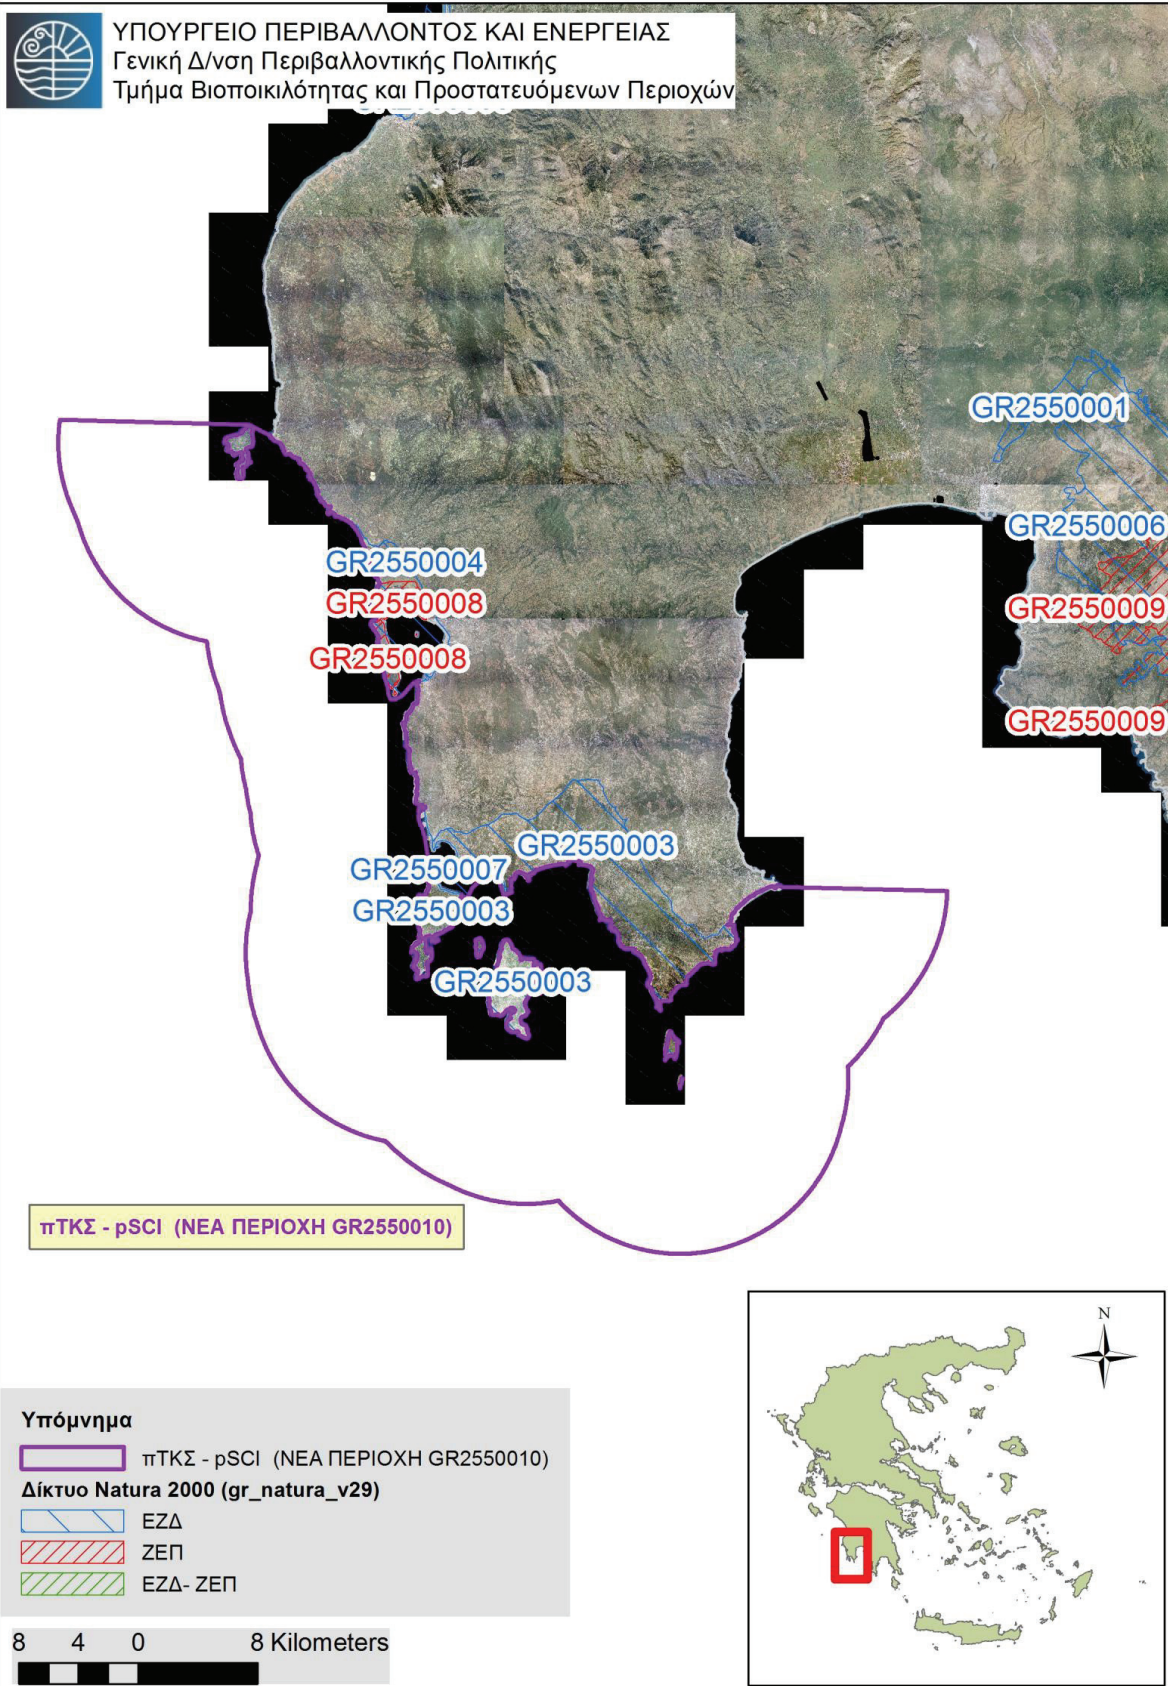 ΥΠΟΥΡΓΕΙΟ ΠΕΡΙΒΑΛΛΟΝΤΟΣ ΚΑΙ ΕΝΕΡΓΕΙΑΣ
Γενική Δ/νση Περιβαλλοντικής Πολιτικής
Τμήμα Βιοποικιλότητας και Προστατευόμενων Περιοχών
GR2550001
GR2550006
GR2550004
GR2550008
GR2550009
GR2550008
GR2550009
GR2550003
GR2550007
GR2550003
GR2550003
πΤΚΣ - pSCI (ΝΕΑ ΠΕΡΙΟΧΗ GR2550010)
N
Υπόμνημα
πΤΚΣ - pSCI (ΝΕΑ ΠΕΡΙΟΧΗ GR2550010)
Δίκτυο Natura 2000 (gr_natura_v29)
ΕΖΔ
ΖΕΠ
ΕΖΔ- ΖΕΠ
8 4 0 8 Kilometers